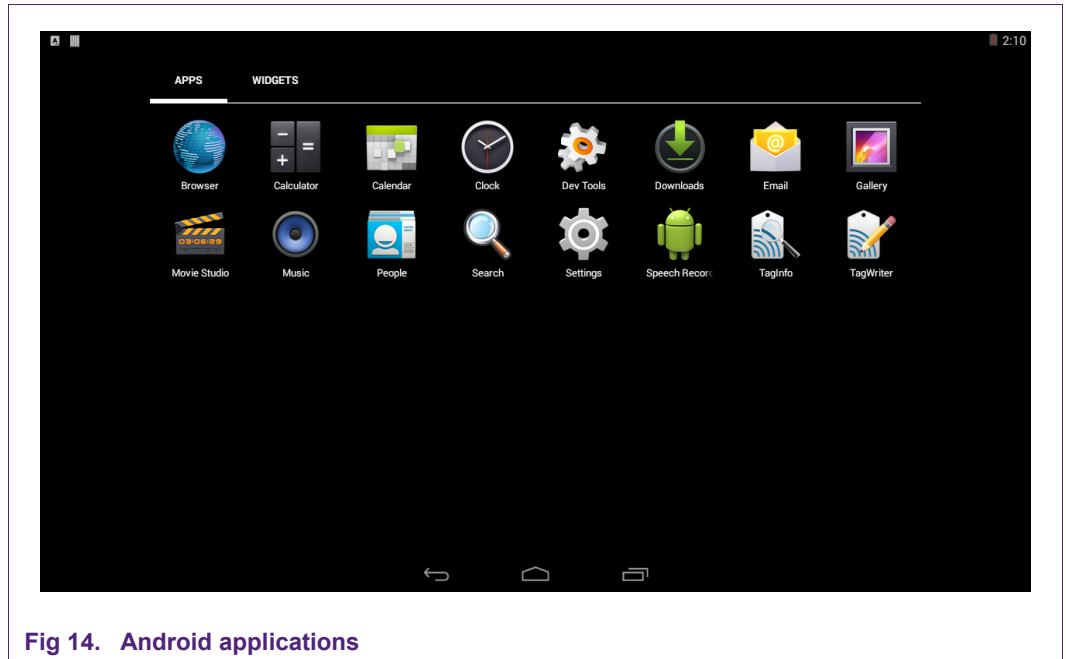 2:10
APPS WIDGETS
Browser Calculator Calendar Clock Dev Tools Downloads Email Gallery
03:06:29
Movie Studio Music People Search Settings Speech Recorc TagInfo TagWriter
Fig 14. Android applications